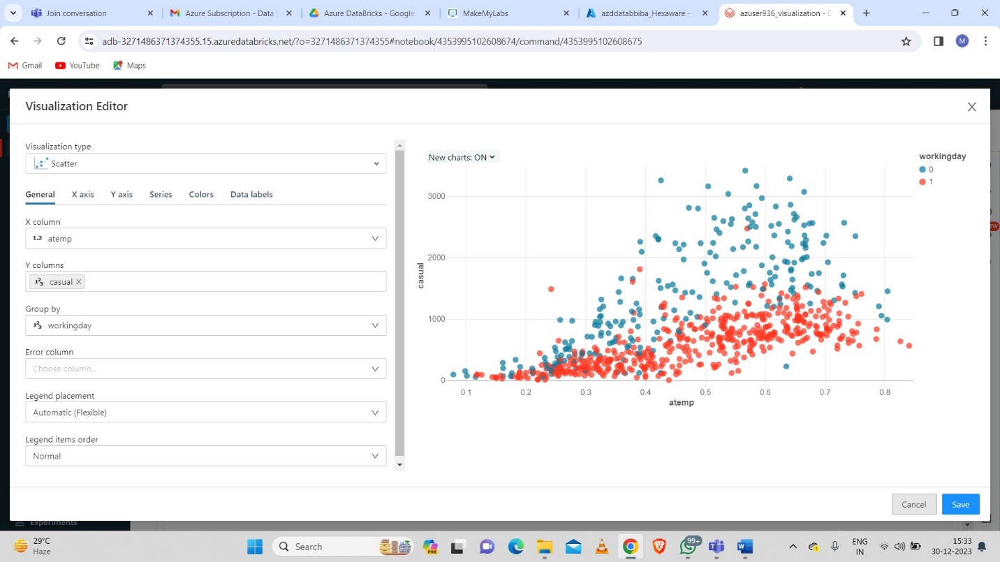 Join conversation
Azure Subscription - Data
Azure DataBricks - Google
MakeMyLabs
azddatabbiba_Hexaware -
azuser936_visualization - D
adb-3271486371374355.15.azuredatabricks.net/?o=3271486371374355#notebook/4353995102608674/command/4353995102608675
M
Gmail
YouTube
Maps
Visualization Editor
Visualization type
Scatter
General X axis Y axis Series Colors Data labels
X column
1.2 atemp
Y columns
1²3 casual
Group by
1²3 workingday
Error column
Choose column...
Legend placement
Automatic (Flexible)
Legend items order
Normal
New charts: ON
workingday
0
1
casual
3000
2000
1000
0
0.1 0.2 0.3 0.4 0.5 0.6 0.7 0.8
atemp
Cancel
Save
Experiments
29°C
Haze
Search
PRE
99+
W
ENG
IN
15:33
30-12-2023